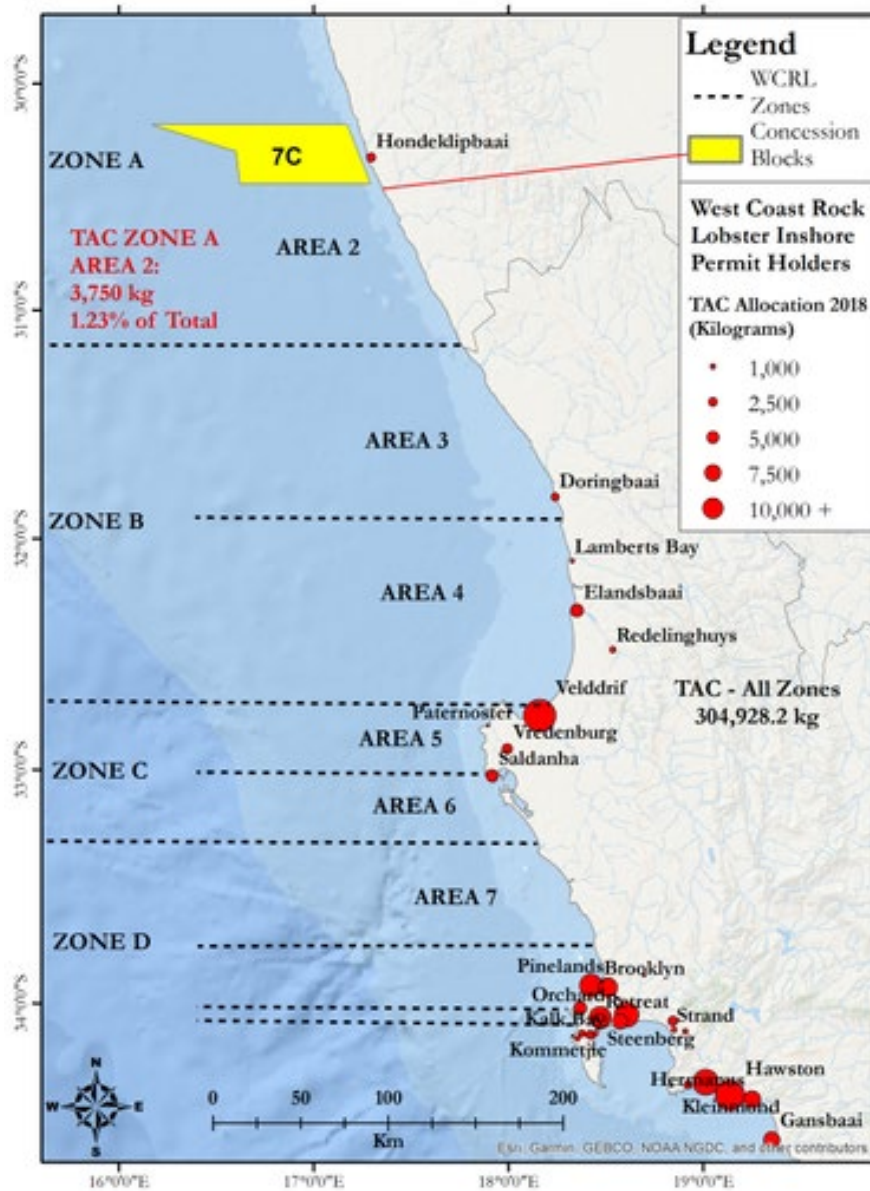 Legend
WCRL
Zones
Concession
Blocks
West Coast Rock
Lobster Inshore
Permit Holders
TAC Allocation 2018
(Kilograms)
1,000
2,500
5,000
7,500
10,000 +
30°0'0"S
7C
Hondeklipbaai
ZONE A
TAC ZONE A
AREA 2:
3,750 kg
1.23% of Total
AREA 2
31°0'0"S
AREA 3
Doringbaai
ZONE B
32°0'0"S
Lamberts Bay
AREA 4
Elandsbaai
Redelinghuys
Velddrif
TAC - All Zones
304,928.2 kg
Paternoster
Vredenburg
AREA 5
Saldanha
ZONE C
33°0'0"S
AREA 6
AREA 7
ZONE D
Pinelands
Brooklyn
Orchard
Retreat
34°0'0"S
Kalk Bay
Strand
Steenberg
Kommetjie
Hawston
Hermanus
Kleinmond
Gansbaai
N
W
E
S
0
50
100
200
Km
Esri, Garmin, GEBCO, NOAA NGDC, and other contributors
16°0'0"E
17°0'0"E
18°0'0"E
19°0'0"E